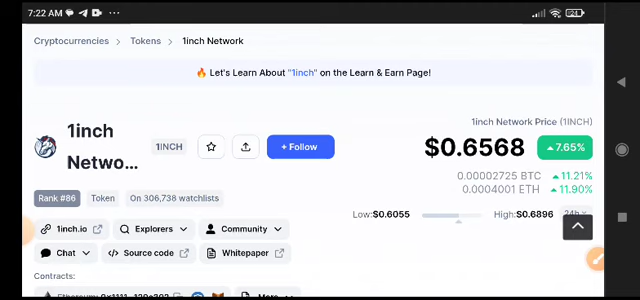 7:22 AM
24
Cryptocurrencies > Tokens > 1inch Network
Let's Learn About "1inch" on the Learn & Earn Page!
1inch Network Price (1INCH)
1inch
Netwo...
1INCH
+ Follow
$0.6568
7.65%
0.00002725 BTC 11.21%
0.0004001 ETH 11.90%
Rank #86 Token On 306,738 watchlists
Low:$0.6055 High:$0.6896 24h
1inch.io Explorers Community
Chat Source code Whitepaper
Contracts:
More